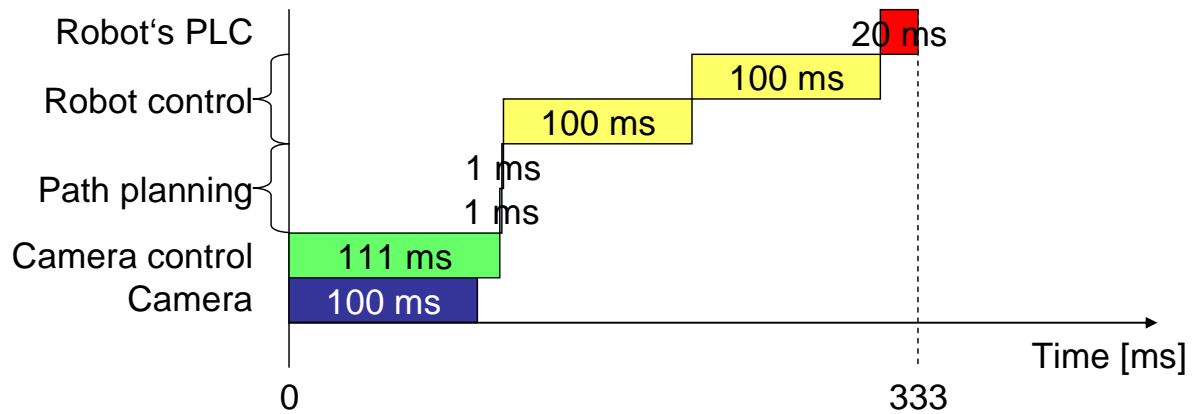 Robot‘s PLC
20 ms
Robot control
100 ms
100 ms
Path planning
1 ms
1 ms
Camera control
111 ms
Camera
100 ms
Time [ms]
0
333